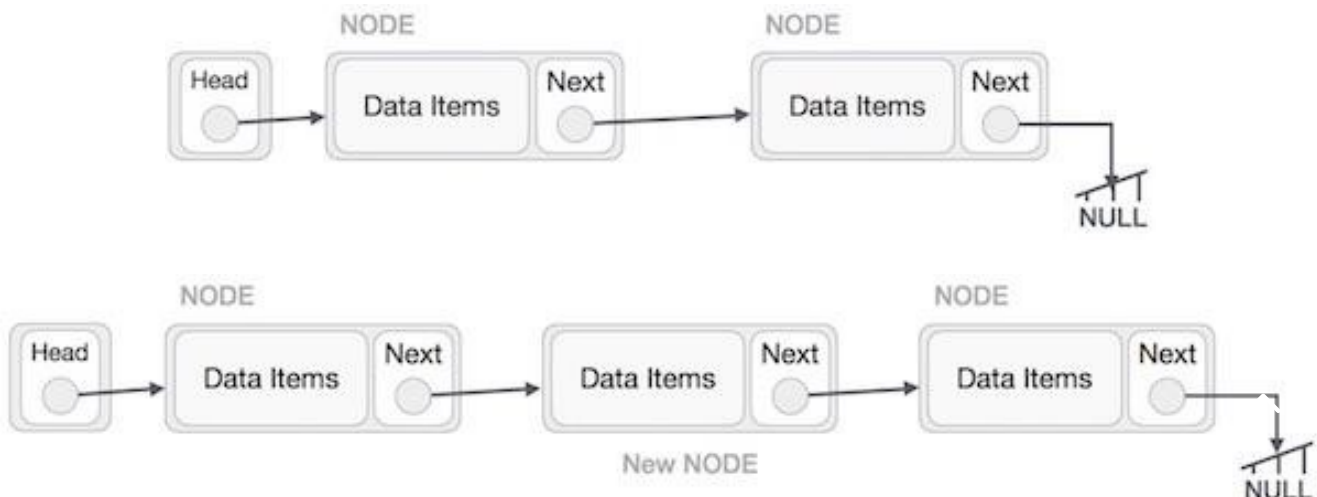 NODE NODE
Head Data Items Next Data Items Next
NULL
NODE NODE
Head Data Items Next Data Items Next Data Items Next
New NODE
NULL